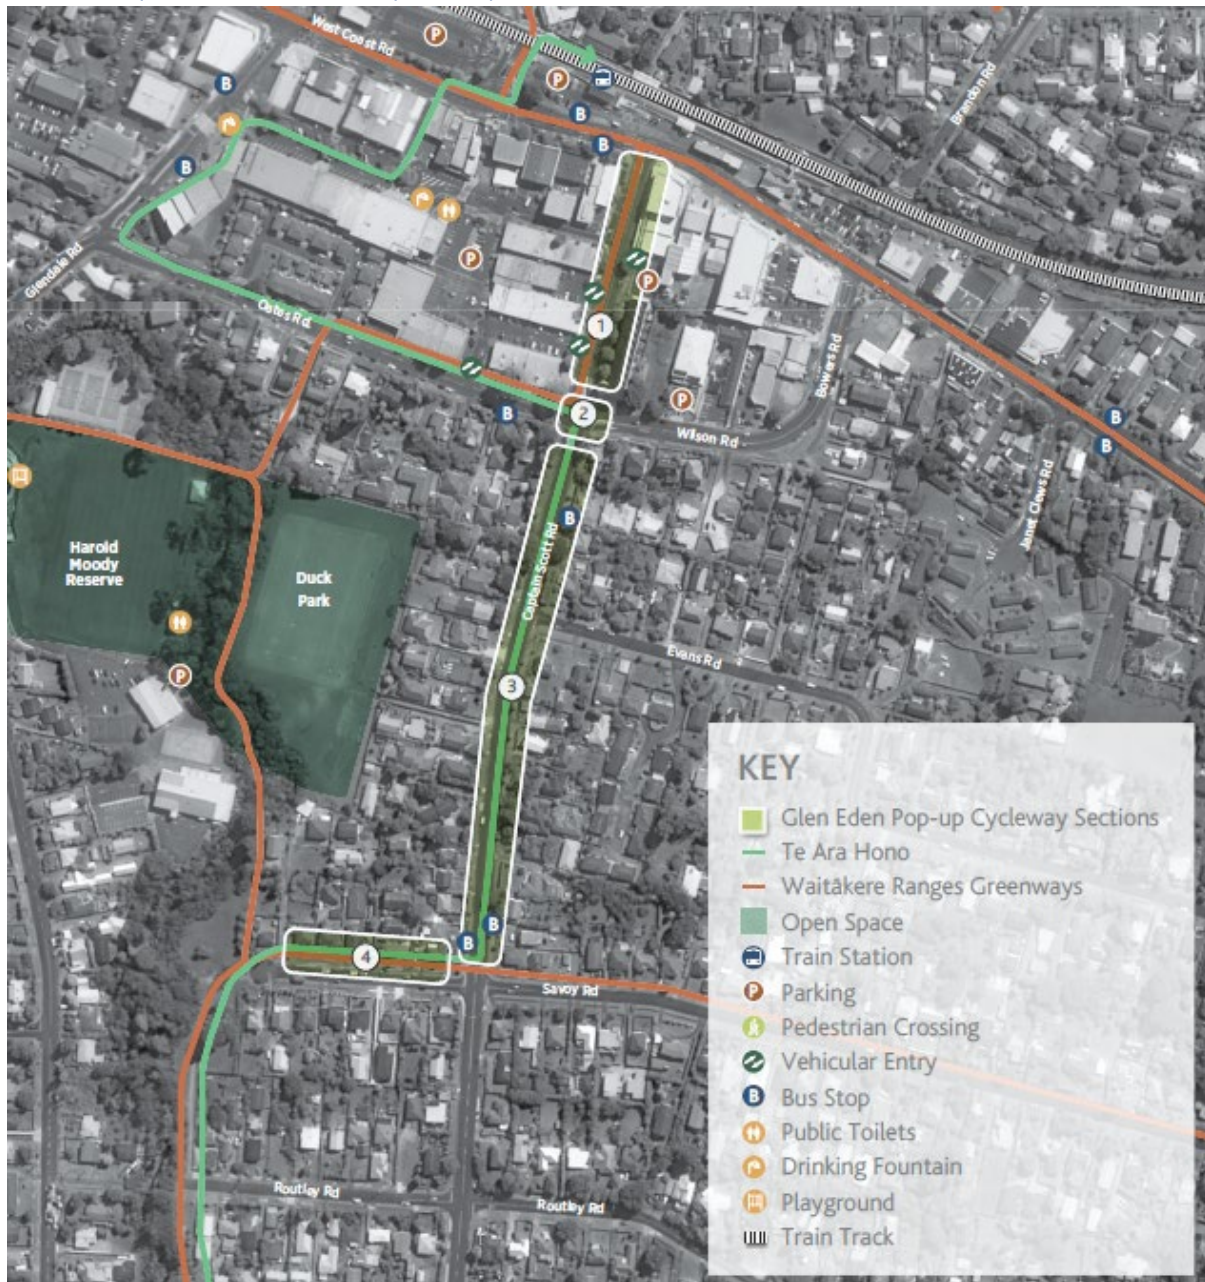 West Coast Rd
P
P
B
B
B
B
Brandon Rd
P
P
Glendale Rd
Oates Rd
1
2
B
P
Wilson Rd
Bowers Rd
B
B
Janet Clews Rd
Harold
Moody
Reserve
Duck
Park
P
B
Captain Scott Rd
3
Evans Rd
B
B
4
Savoy Rd
Routley Rd
Routley Rd
KEY
Glen Eden Pop-up Cycleway Sections
Te Ara Hono
Waitākere Ranges Greenways
Open Space
Train Station
P Parking
Pedestrian Crossing
Vehicular Entry
B Bus Stop
Public Toilets
Drinking Fountain
Playground
Train Track